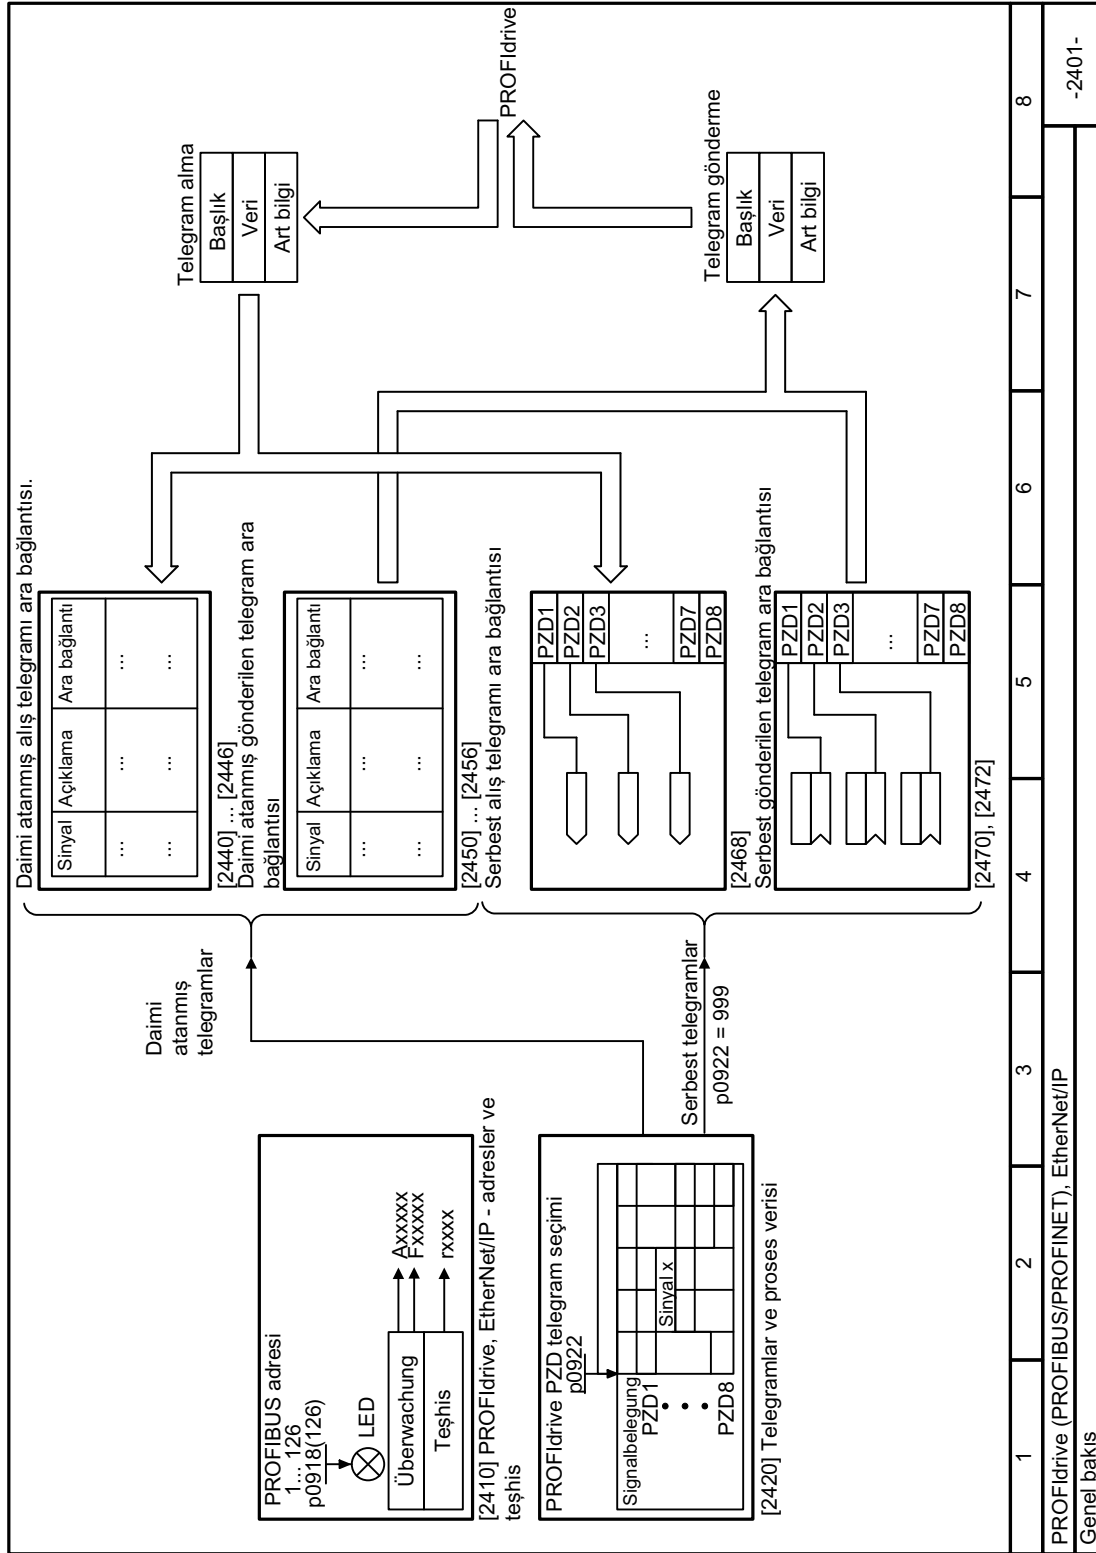 PROFIBUS adresi
1... 126
p0918(126)
LED
Überwachung
Teşhis
Axxxxx
Fxxxxx
rxxxx
[2410] PROFIdrive, EtherNet/IP - adresler ve
teşhis
PROFIdrive PZD telegram seçimi
p0922
Signalbelegung
PZD1
PZD8
Sinyal x
[2420] Telegramlar ve proses verisi
Daimi
atanmış
telegramlar
Serbest telegramlar
p0922 = 999
Daimi atanmış alış telegramı ara bağlantısı.
Sinyal Açıklama Ara bağlantı
... ... ...
... ... ...
[2440] ... [2446]
Daimi atanmış gönderilen telegram ara
bağlantısı
Sinyal Açıklama Ara bağlantı
... ... ...
... ... ...
[2450] ... [2456]
Serbest alış telegramı ara bağlantısı
PZD1
PZD2
PZD3
...
PZD7
PZD8
[2468]
Serbest gönderilen telegram ara bağlantısı
PZD1
PZD2
PZD3
...
PZD7
PZD8
[2470], [2472]
Telegram alma
Başlık
Veri
Art bilgi
PROFIdrive
Telegram gönderme
Başlık
Veri
Art bilgi
1 2 3 4 5 6 7 8
PROFIdrive (PROFIBUS/PROFINET), EtherNet/IP
Genel bakış
-2401-